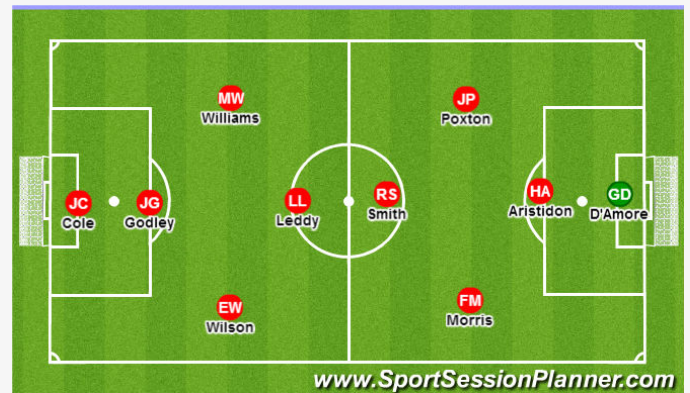 MW
Williams
JP
Poxton
JC
Cole
JG
Godley
LL
Leddy
RS
Smith
HA
Aristidon
GD
D'Amore
EW
Wilson
FM
Morris
www.SportSessionPlanner.com